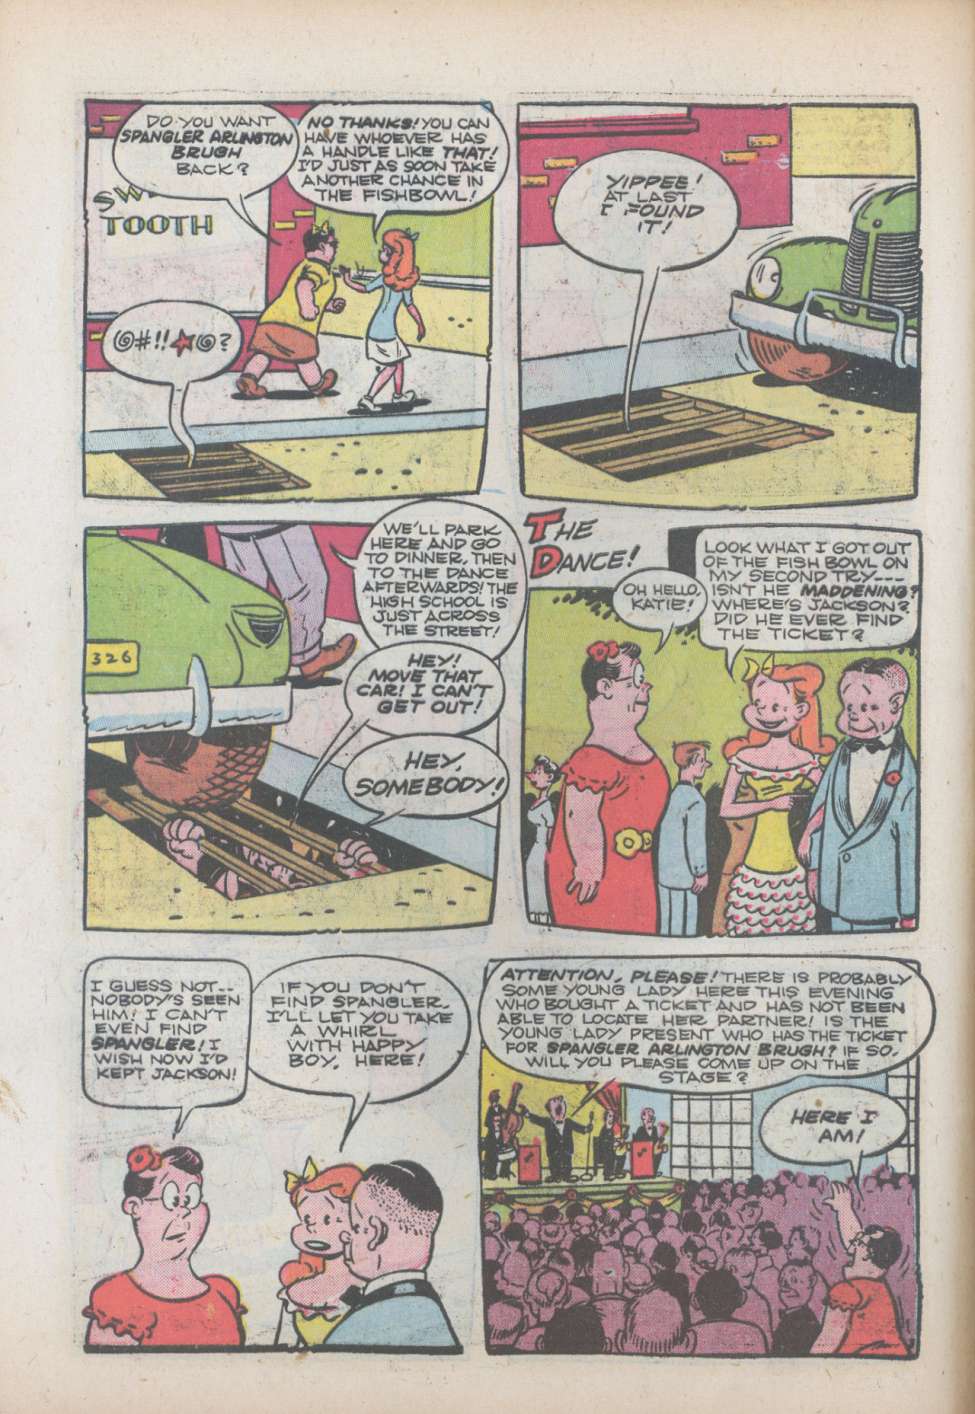 DO YOU WANT
SPANGLER ARLINGTON
BRUGH
BACK?
NO THANKS! YOU CAN
HAVE WHOEVER HAS
A HANDLE LIKE THAT!
I'D JUST AS SOON TAKE
ANOTHER CHANCE IN
THE FISHBOWL!
SW
TOOTH
@#!!★@?
YIPPEE!
AT LAST
I FOUND
IT!
WE'LL PARK
HERE AND GO
TO DINNER, THEN
TO THE DANCE
AFTERWARDS! THE
HIGH SCHOOL IS
JUST ACROSS
THE STREET!
326
HEY!
MOVE THAT
CAR! I CAN'T
GET OUT!
HEY,
SOMEBODY!
THE
DANCE!
OH HELLO,
KATIE!
LOOK WHAT I GOT OUT
OF THE FISH BOWL ON
MY SECOND TRY---
ISN'T HE MADDENING?
WHERE'S JACKSON?
DID HE EVER FIND
THE TICKET?
I GUESS NOT--
NOBODY'S SEEN
HIM! I CAN'T
EVEN FIND
SPANGLER! I
WISH NOW I'D
KEPT JACKSON!
IF YOU DON'T
FIND SPANGLER,
I'LL LET YOU TAKE
A WHIRL
WITH HAPPY
BOY, HERE!
ATTENTION, PLEASE! THERE IS PROBABLY
SOME YOUNG LADY HERE THIS EVENING
WHO BOUGHT A TICKET AND HAS NOT BEEN
ABLE TO LOCATE HER PARTNER! IS THE
YOUNG LADY PRESENT WHO HAS THE TICKET
FOR SPANGLER ARLINGTON BRUGH? IF SO,
WILL YOU PLEASE COME UP ON THE
STAGE?
HERE I
AM!